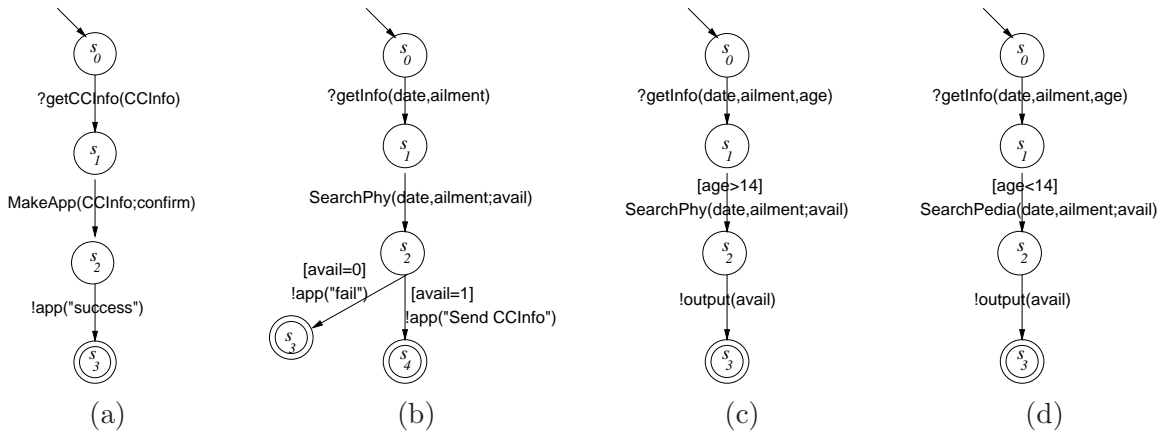 s0
?getCCInfo(CCInfo)
s1
MakeApp(CCInfo;confirm)
s2
!app("success")
s3
(a)
s0
?getInfo(date,ailment)
s1
SearchPhy(date,ailment;avail)
s2
[avail=0]
!app("fail")
[avail=1]
!app("Send CCInfo")
s3
s4
(b)
s0
?getInfo(date,ailment,age)
s1
[age>14]
SearchPhy(date,ailment;avail)
s2
!output(avail)
s3
(c)
s0
?getInfo(date,ailment,age)
s1
[age<14]
SearchPedia(date,ailment;avail)
s2
!output(avail)
s3
(d)